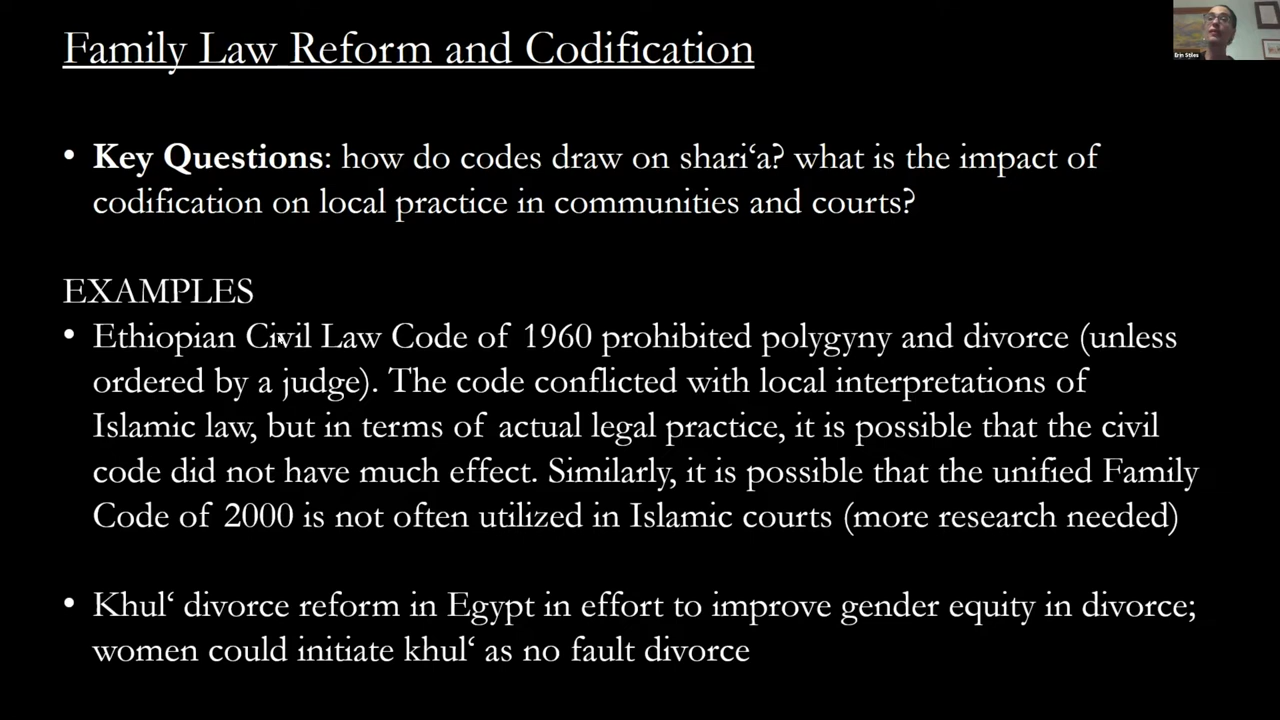 Family Law Reform and Codification
Erin Stiles
• Key Questions: how do codes draw on shari‘a? what is the impact of
codification on local practice in communities and courts?
EXAMPLES
• Ethiopian Civil Law Code of 1960 prohibited polygyny and divorce (unless
ordered by a judge). The code conflicted with local interpretations of
Islamic law, but in terms of actual legal practice, it is possible that the civil
code did not have much effect. Similarly, it is possible that the unified Family
Code of 2000 is not often utilized in Islamic courts (more research needed)
• Khul‘ divorce reform in Egypt in effort to improve gender equity in divorce;
women could initiate khul‘ as no fault divorce